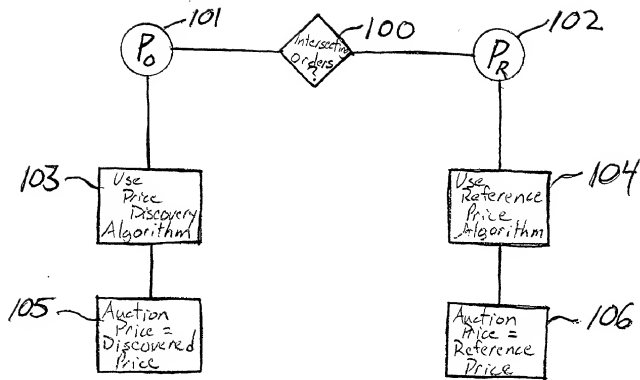 101
100
102
P0
Intersecting
Orders
?
PR
103
Use
Price
Discovery
Algorithm
104
Use
Reference
Price
Algorithm
105
Auction
Price =
Discovered
Price
106
Auction
Price =
Reference
Price